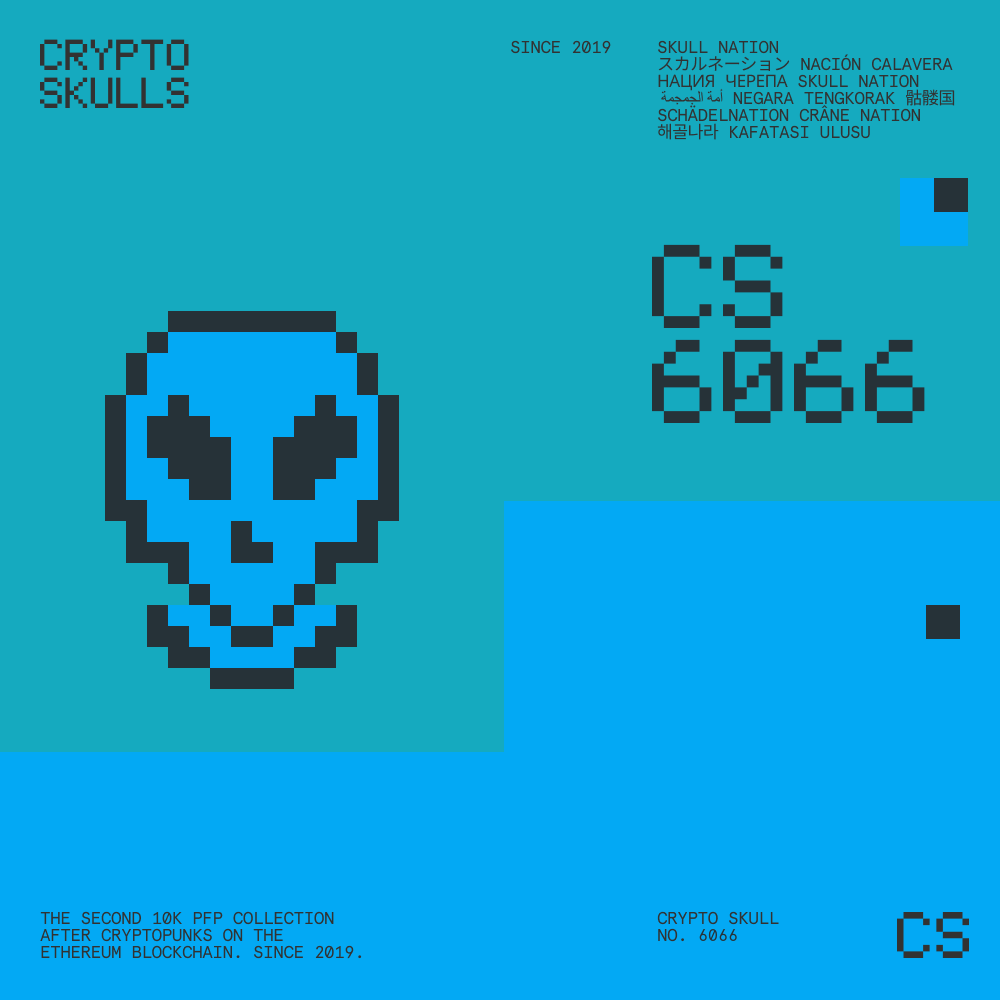 CRYPTO
SKULLS
SINCE 2019
SKULL NATION
スカルネーション NACIÓN CALAVERA
НАЦИЯ ЧЕРЕПА SKULL NATION
أمة الجمجمة NEGARA TENGKORAK 骷髏国
SCHÄDELNATION CRÂNE NATION
해골나라 KAFATASI ULUSU
CS
6066
THE SECOND 10K PFP COLLECTION
AFTER CRYPTOPUNKS ON THE
ETHEREUM BLOCKCHAIN. SINCE 2019.
CRYPTO SKULL
NO. 6066
CS